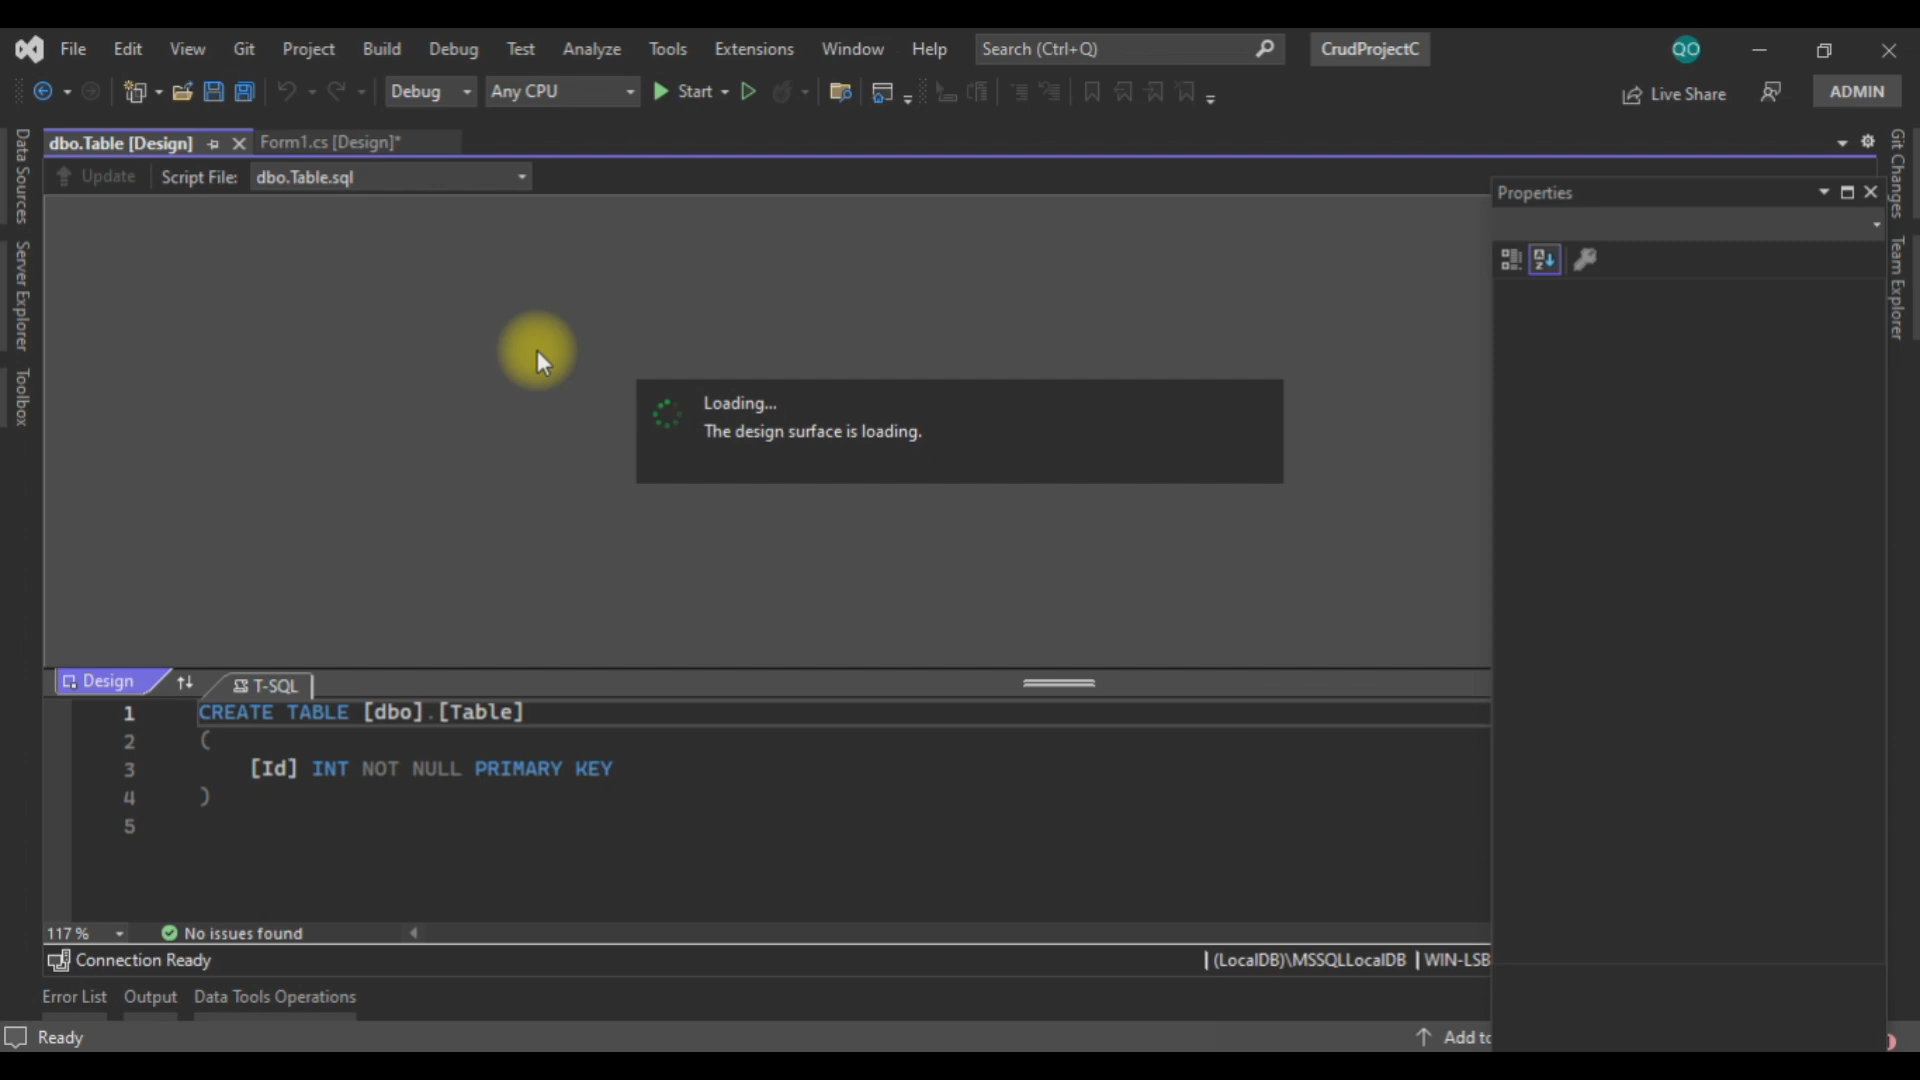 File Edit View Git Project Build Debug Test Analyze Tools Extensions Window Help Search (Ctrl+Q) CrudProjectC QO
Debug Any CPU Start Live Share ADMIN
dbo.Table [Design] Form1.cs [Design]*
Update Script File: dbo.Table.sql
Data Sources
Server Explorer
Toolbox
Loading...
The design surface is loading.
Properties
Git Changes
Team Explorer
Design T-SQL
1 CREATE TABLE [dbo].[Table]
2 (
3 [Id] INT NOT NULL PRIMARY KEY
4 )
5
117 % No issues found
Connection Ready (LocalDB)\MSSQLLocalDB WIN-LSB
Error List Output Data Tools Operations
Ready Add to